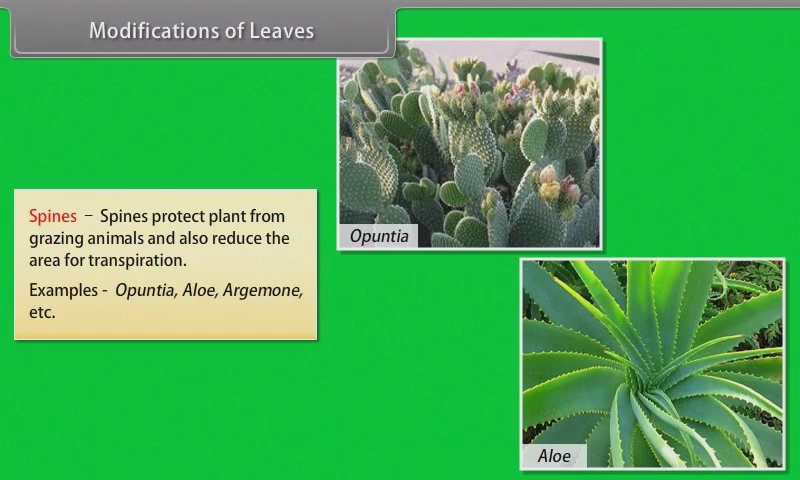 Modifications of Leaves
Spines – Spines protect plant from
grazing animals and also reduce the
area for transpiration.
Examples - Opuntia, Aloe, Argemone,
etc.
Opuntia
Aloe